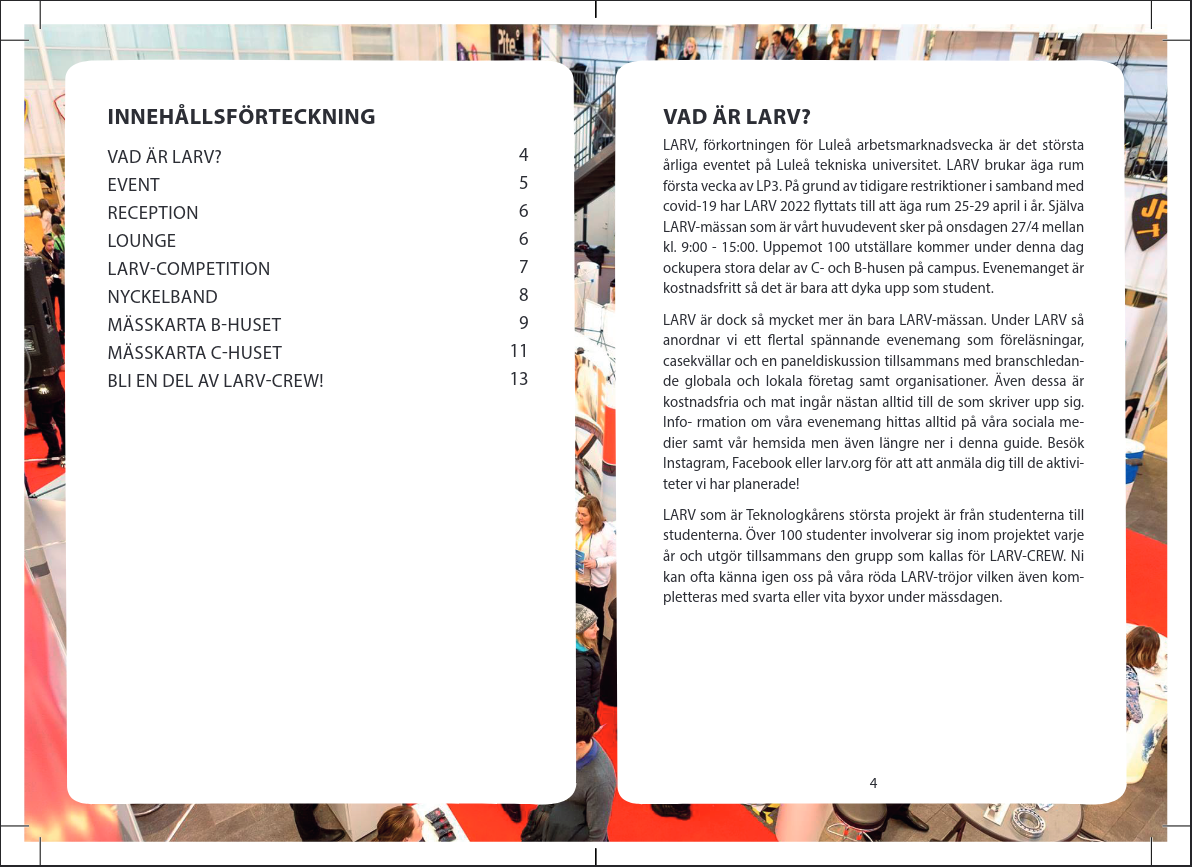 INNEHÅLLSFÖRTECKNING
VAD ÄR LARV? 4
EVENT 5
RECEPTION 6
LOUNGE 6
LARV-COMPETITION 7
NYCKELBAND 8
MÄSSKARTA B-HUSET 9
MÄSSKARTA C-HUSET 11
BLI EN DEL AV LARV-CREW! 13
VAD ÄR LARV?
LARV, förkortningen för Luleå arbetsmarknadsvecka är det största
årliga eventet på Luleå tekniska universitet. LARV brukar äga rum
första vecka av LP3. På grund av tidigare restriktioner i samband med
covid-19 har LARV 2022 flyttats till att äga rum 25-29 april i år. Själva
LARV-mässan som är vårt huvudevent sker på onsdagen 27/4 mellan
kl. 9:00 - 15:00. Uppemot 100 utställare kommer under denna dag
ockupera stora delar av C- och B-husen på campus. Evenemanget är
kostnadsfritt så det är bara att dyka upp som student.
LARV är dock så mycket mer än bara LARV-mässan. Under LARV så
anordnar vi ett flertal spännande evenemang som föreläsningar,
casekvällar och en paneldiskussion tillsammans med branschledan-
de globala och lokala företag samt organisationer. Även dessa är
kostnadsfria och mat ingår nästan alltid till de som skriver upp sig.
Info- rmation om våra evenemang hittas alltid på våra sociala me-
dier samt vår hemsida men även längre ner i denna guide. Besök
Instagram, Facebook eller larv.org för att att anmäla dig till de aktivi-
teter vi har planerade!
LARV som är Teknologkårens största projekt är från studenterna till
studenterna. Över 100 studenter involverar sig inom projektet varje
år och utgör tillsammans den grupp som kallas för LARV-CREW. Ni
kan ofta känna igen oss på våra röda LARV-tröjor vilken även kom-
pletteras med svarta eller vita byxor under mässdagen.
4
Pite